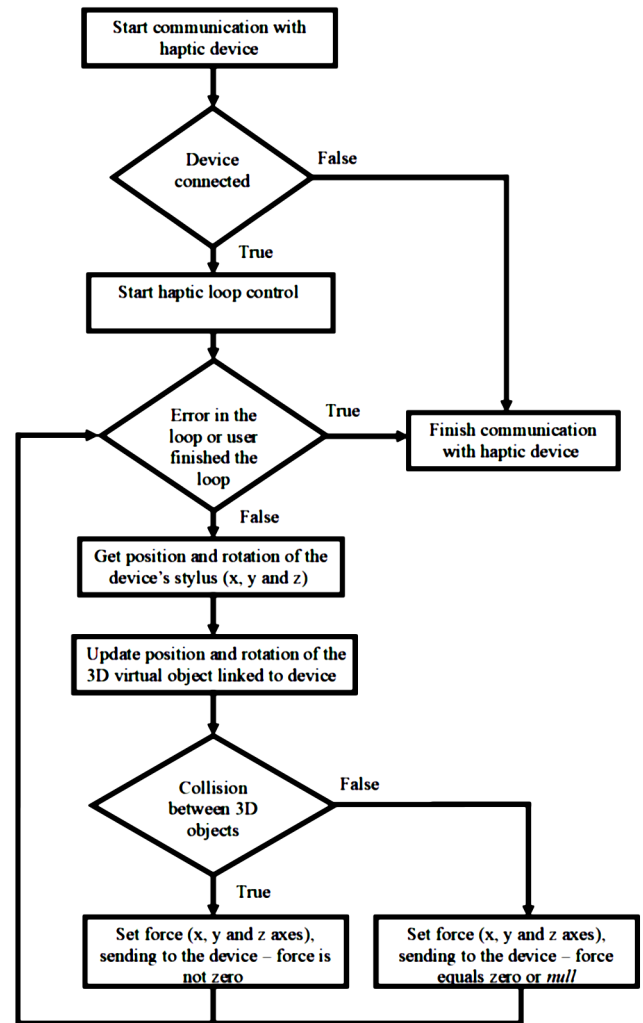 Start communication with
haptic device
Device
connected
False
True
Start haptic loop control
Error in the
loop or user
finished the
loop
True
Finish communication
with haptic device
False
Get position and rotation of the
device's stylus (x, y and z)
Update position and rotation of the
3D virtual object linked to device
Collision
between 3D
objects
False
True
Set force (x, y and z axes),
sending to the device – force is
not zero
Set force (x, y and z axes),
sending to the device – force
equals zero or null